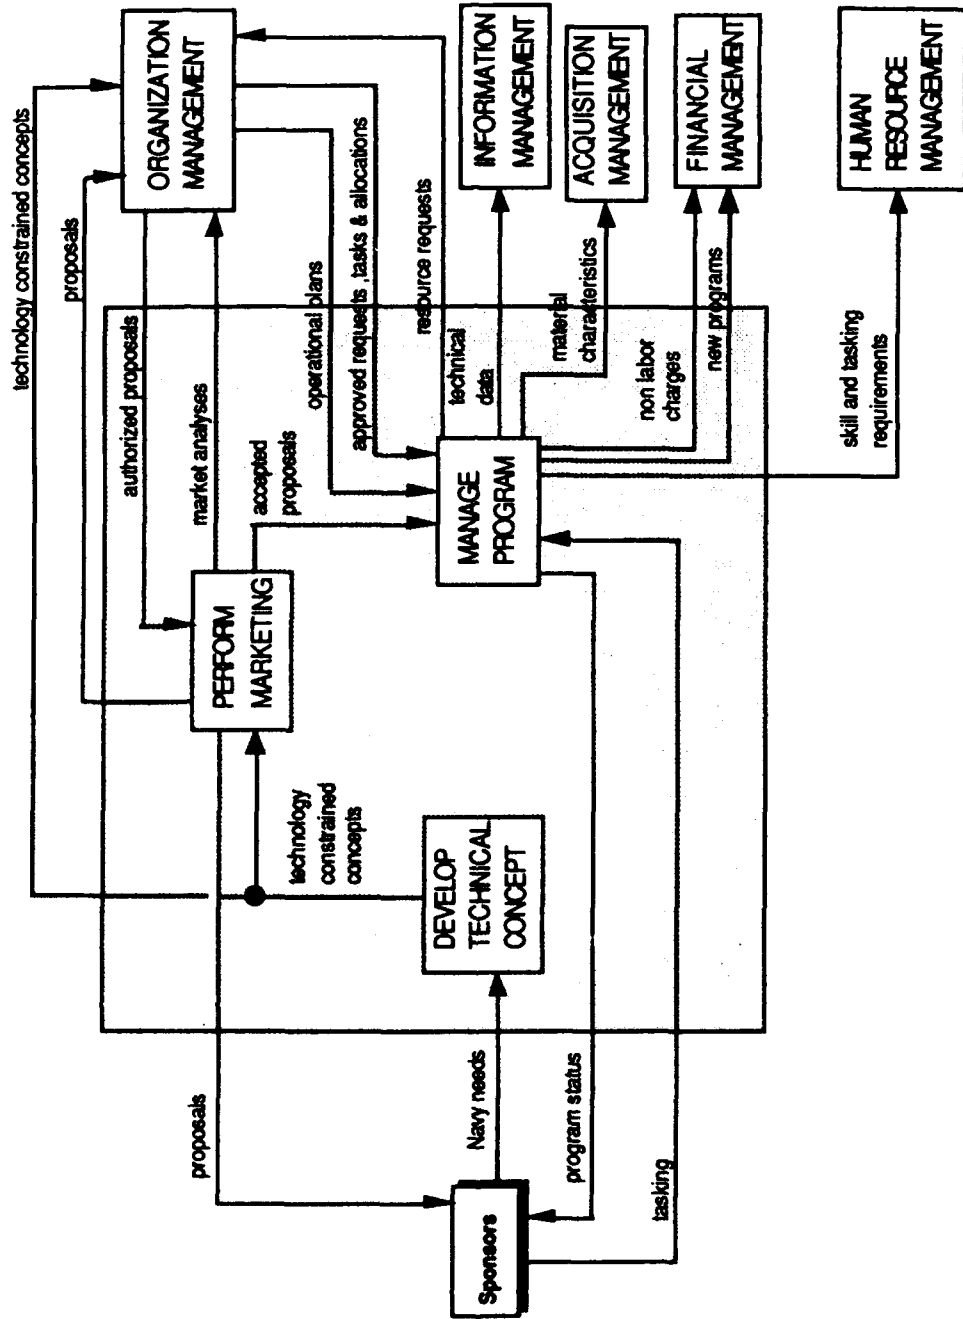 technology constrained concepts
proposals
ORGANIZATION
MANAGEMENT
authorized proposals
market analyses
accepted
proposals
operational plans
approved requests ,tasks & allocations
resource requests
INFORMATION
MANAGEMENT
ACQUISITION
MANAGEMENT
FINANCIAL
MANAGEMENT
HUMAN
RESOURCE
MANAGEMENT
technical
data
material
characteristics
non labor
charges
new programs
skill and tasking
requirements
PERFORM
MARKETING
MANAGE
PROGRAM
technology
constrained
concepts
DEVELOP
TECHNICAL
CONCEPT
proposals
Navy needs
program status
tasking
Sponsors